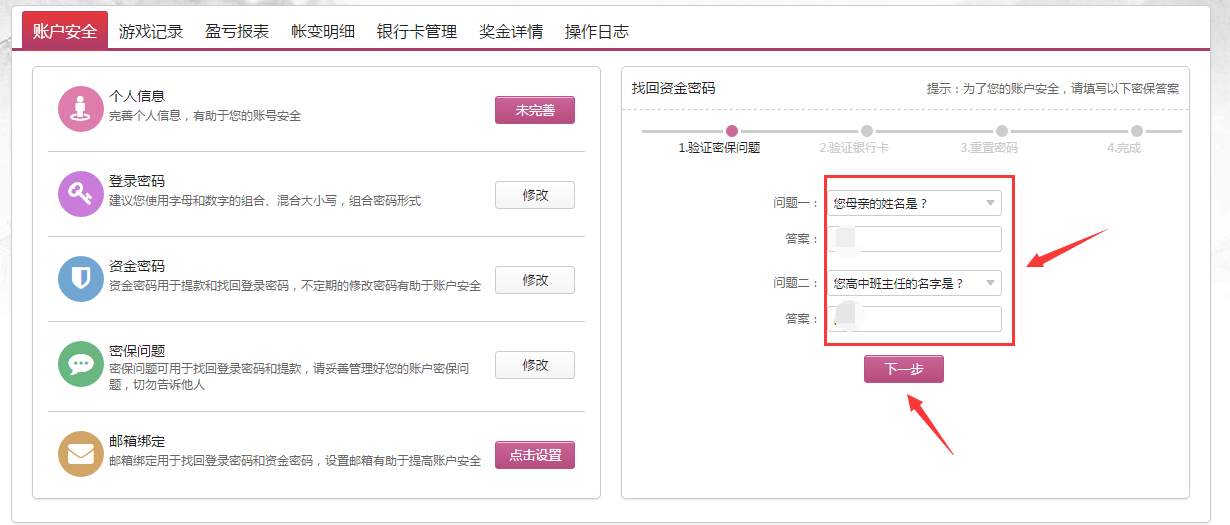 账户安全 游戏记录 盈亏报表 帐变明细 银行卡管理 奖金详情 操作日志
个人信息
完善个人信息，有助于您的账号安全
未完善
登录密码
建议您使用字母和数字的组合、混合大小写，组合密码形式
修改
资金密码
资金密码用于提款和找回登录密码，不定期的修改密码有助于账户安全
修改
密保问题
密保问题可用于找回登录密码和提款，请妥善管理好您的账户密保问
题，切勿告诉他人
修改
邮箱绑定
邮箱绑定用于找回登录密码和资金密码，设置邮箱有助于提高账户安全
点击设置
找回资金密码
提示：为了您的账户安全，请填写以下密保答案
1.验证密保问题 2.验证银行卡 3.重置密码 4.完成
问题一： 您母亲的姓名是？
答案：
问题二： 您高中班主任的名字是？
答案：
下一步